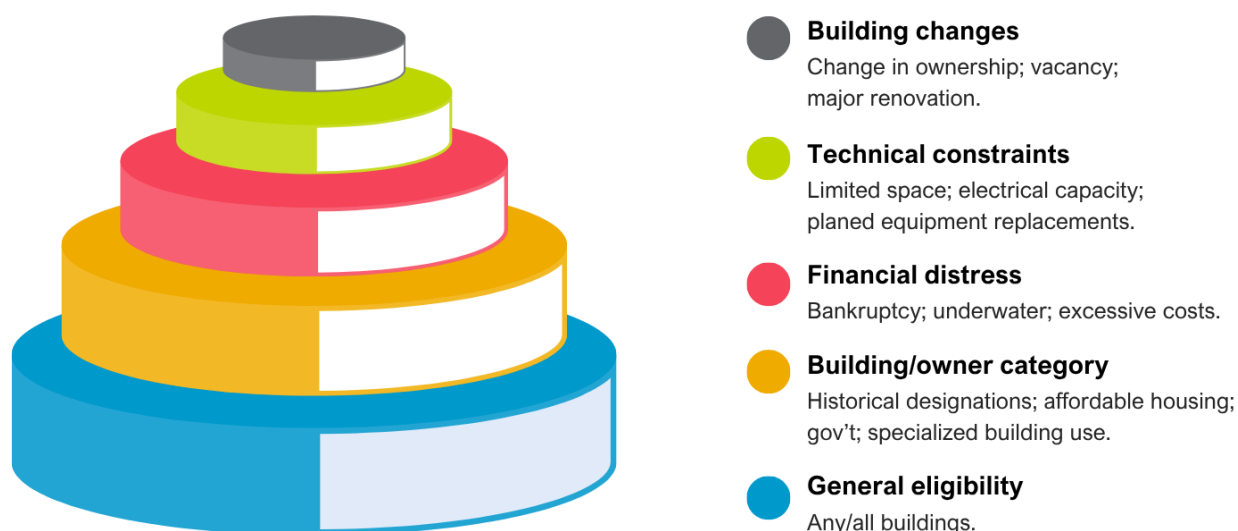 Building changes
Change in ownership; vacancy;
major renovation.
Technical constraints
Limited space; electrical capacity;
planed equipment replacements.
Financial distress
Bankruptcy; underwater; excessive costs.
Building/owner category
Historical designations; affordable housing;
gov’t; specialized building use.
General eligibility
Any/all buildings.